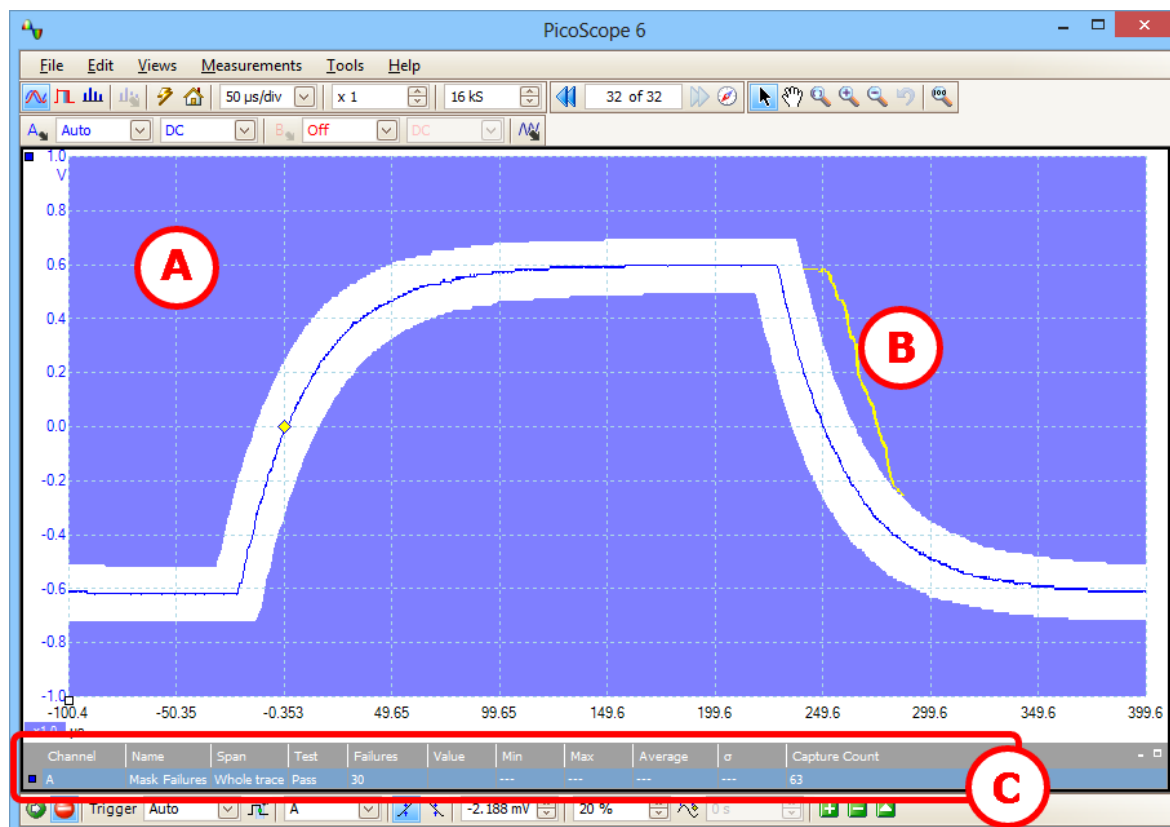 PicoScope 6
File Edit Views Measurements Tools Help
50 µs/div x 1 16 kS 32 of 32
A Auto DC B Off DC
1.0
V
A
0.8
0.6
0.4
B
0.2
0.0
-0.2
-0.4
-0.6
-0.8
-1.0
-100.4 -50.35 -0.353 49.65 99.65 149.6 199.6 249.6 299.6 349.6 399.6
Channel Name Span Test Failures Value Min Max Average σ Capture Count
A Mask Failures Whole trace Pass 30 --- --- --- --- 63
C
Trigger Auto A -2.188 mV 20 % 0 s